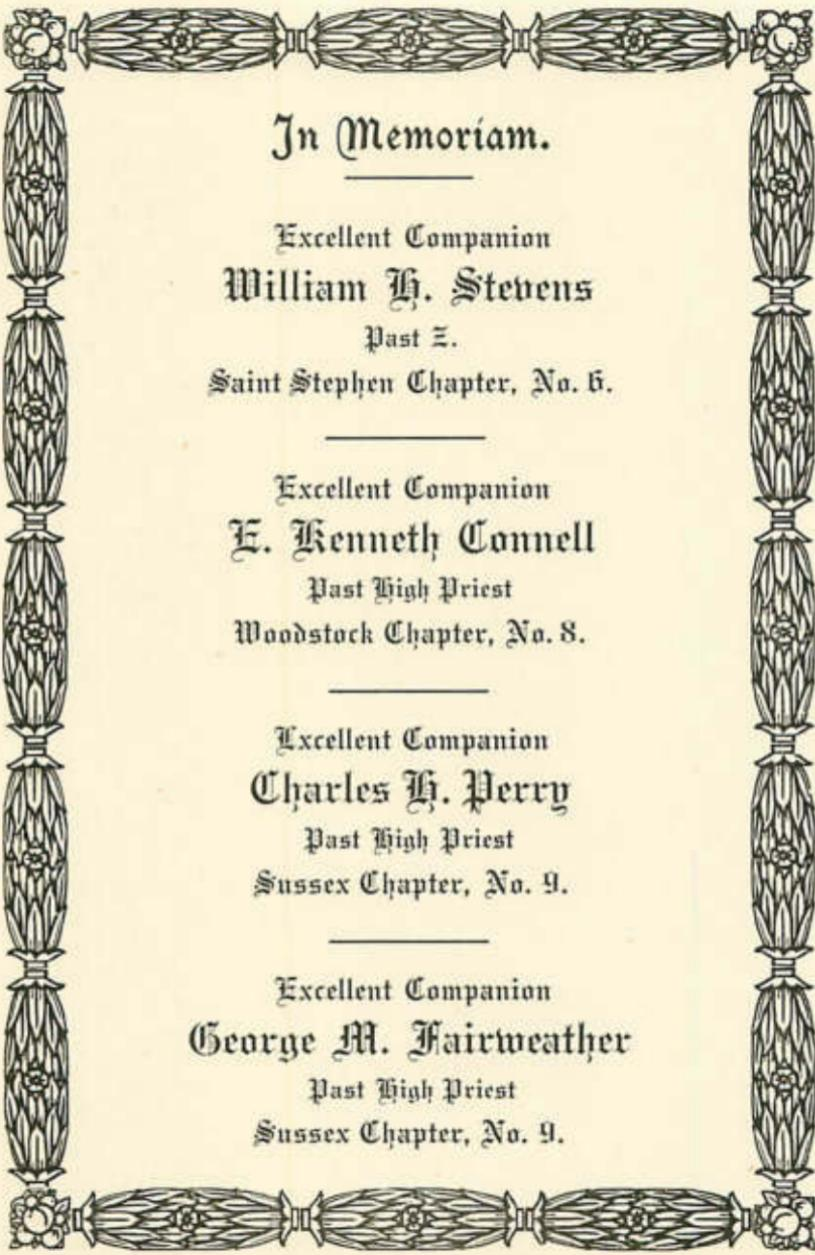 In Memoriam.
Excellent Companion
William H. Stevens
Past Z.
Saint Stephen Chapter, No. 6.
Excellent Companion
E. Kenneth Connell
Past High Priest
Woodstock Chapter, No. 8.
Excellent Companion
Charles H. Perry
Past High Priest
Sussex Chapter, No. 9.
Excellent Companion
George M. Fairweather
Past High Priest
Sussex Chapter, No. 9.